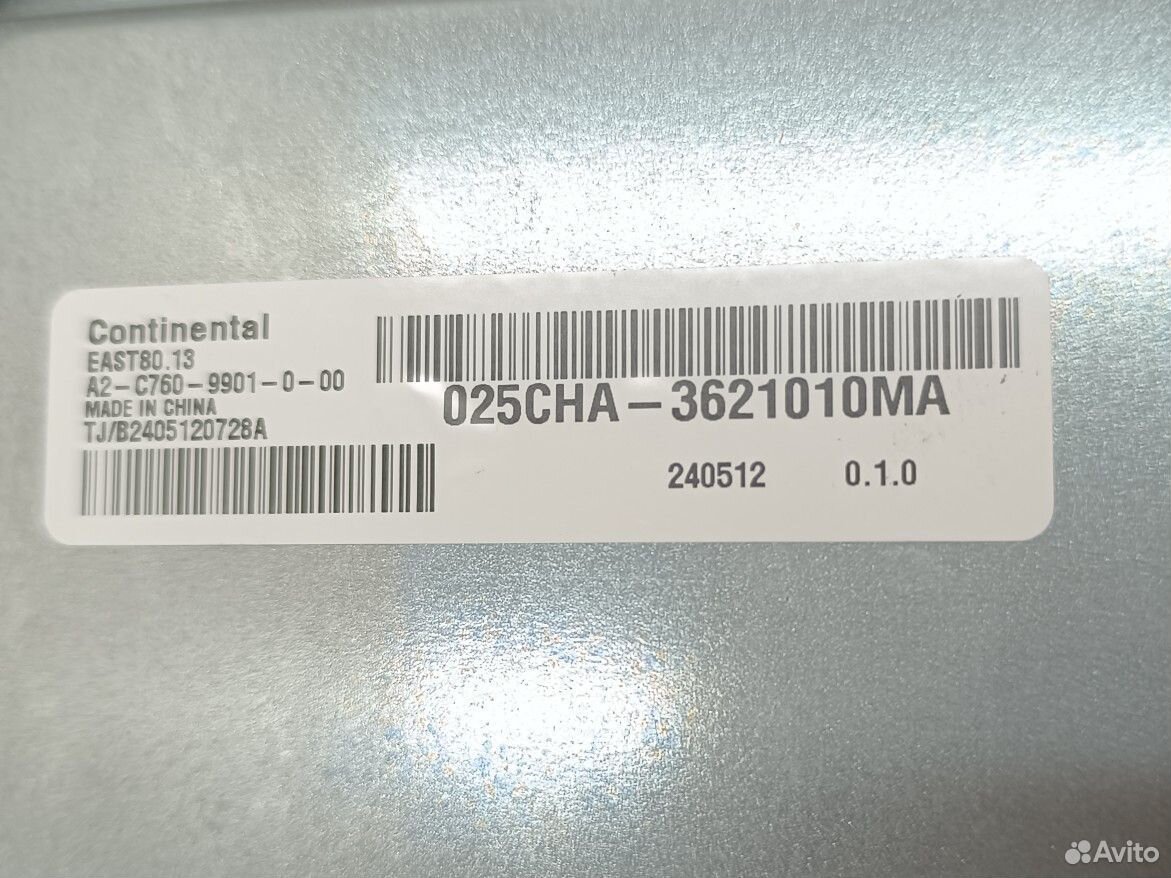 Continental
EAST80.13
A2-C760-9901-0-00
MADE IN CHINA
TJ/B2405120728A
025CHA-3621010MA
240512 0.1.0
Avito